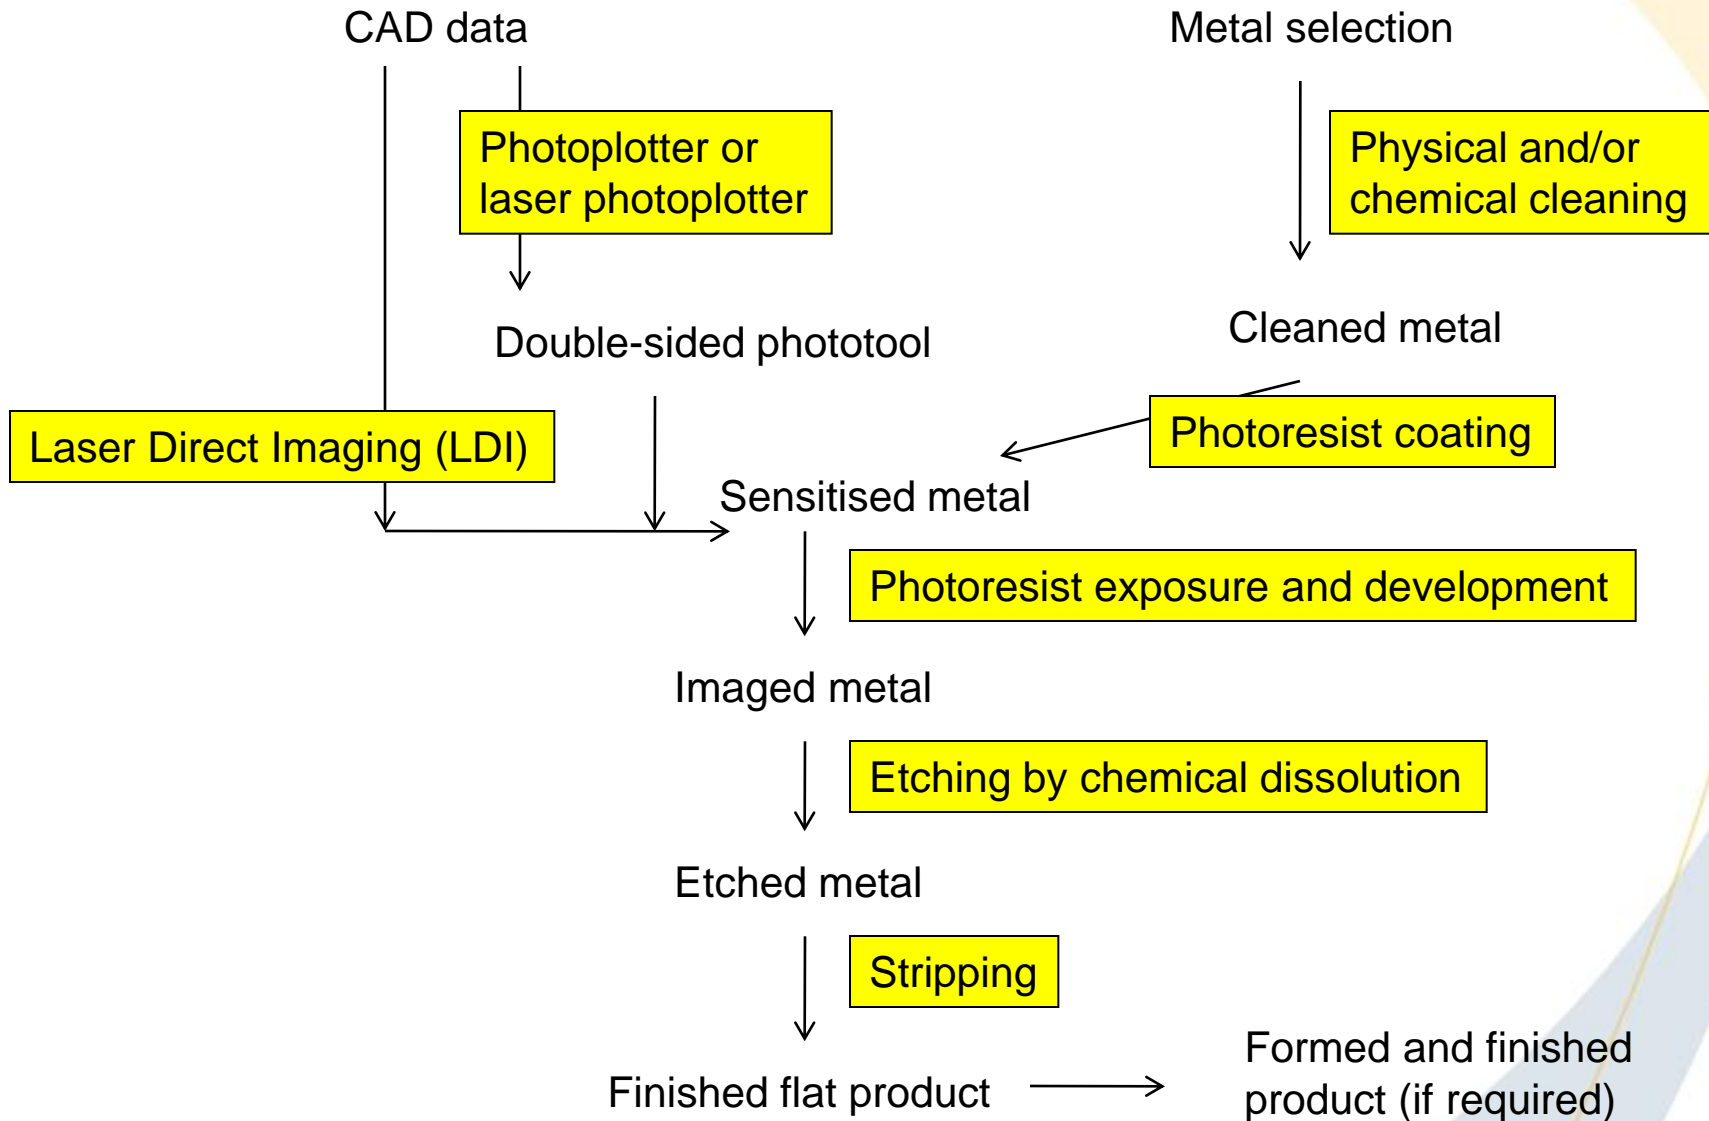 CAD data
Metal selection
Photoplotter or
laser photoplotter
Physical and/or
chemical cleaning
Double-sided phototool
Cleaned metal
Laser Direct Imaging (LDI)
Photoresist coating
Sensitised metal
Photoresist exposure and development
Imaged metal
Etching by chemical dissolution
Etched metal
Stripping
Finished flat product
Formed and finished
product (if required)